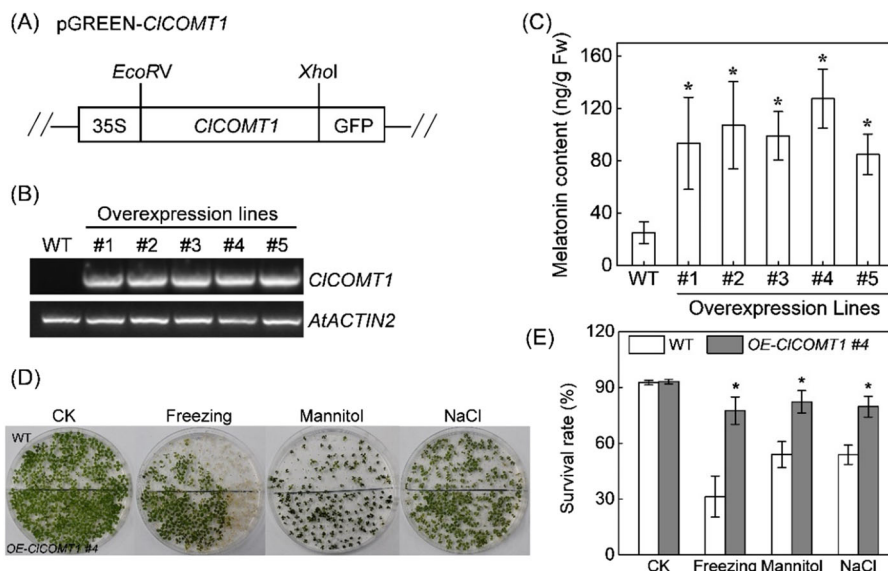 (A) pGREEN-ClCOMT1
EcoRV XhoI
// 35S ClCOMT1 GFP //
(B)
Overexpression lines
WT #1 #2 #3 #4 #5
ClCOMT1
AtACTIN2
(C)
Melatonin content (ng/g Fw)
160
120
80
40
0
* * * * *
WT #1 #2 #3 #4 #5
Overexpression Lines
(D)
CK Freezing Mannitol NaCl
WT
OE-ClCOMT1 #4
(E)
WT OE-ClCOMT1 #4
Survival rate (%)
120
90
60
30
0
* * *
CK Freezing Mannitol NaCl